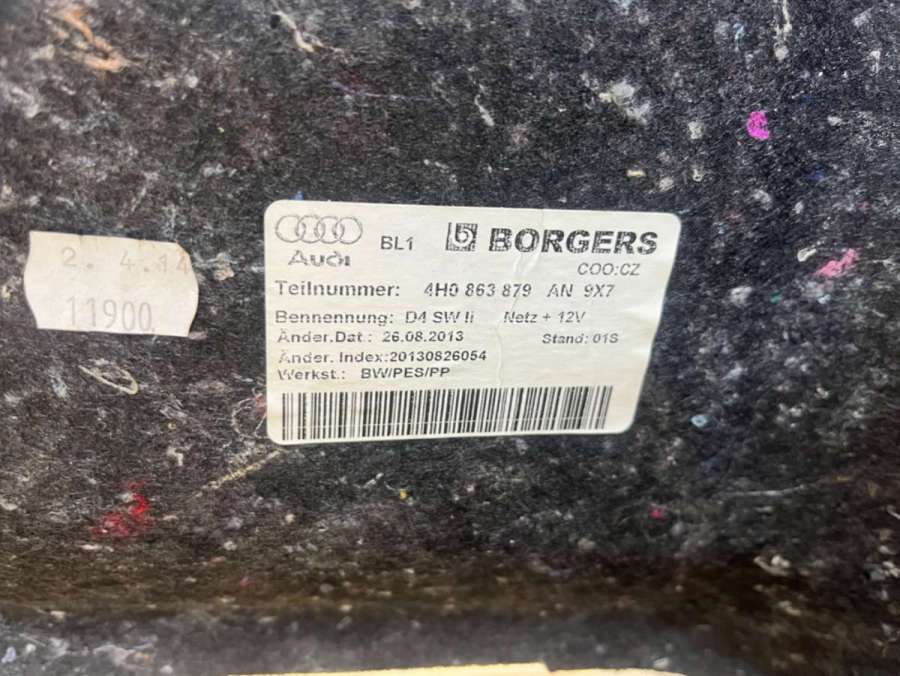 2. 4.14
11900
Audi
BL1
BORGERS
COO:CZ
Teilnummer: 4H0 863 879 AN 9X7
Bennennung: D4 SW li Netz + 12V
Änder.Dat.: 26.08.2013 Stand: 01S
Änder. Index:20130826054
Werkst.: BW/PES/PP